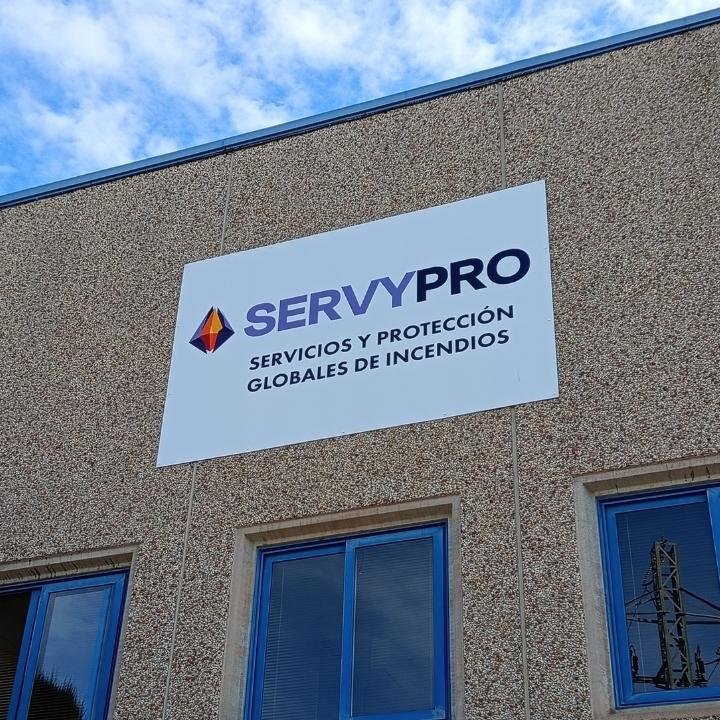 SERVYPRO
SERVICIOS Y PROTECCIÓN
GLOBALES DE INCENDIOS